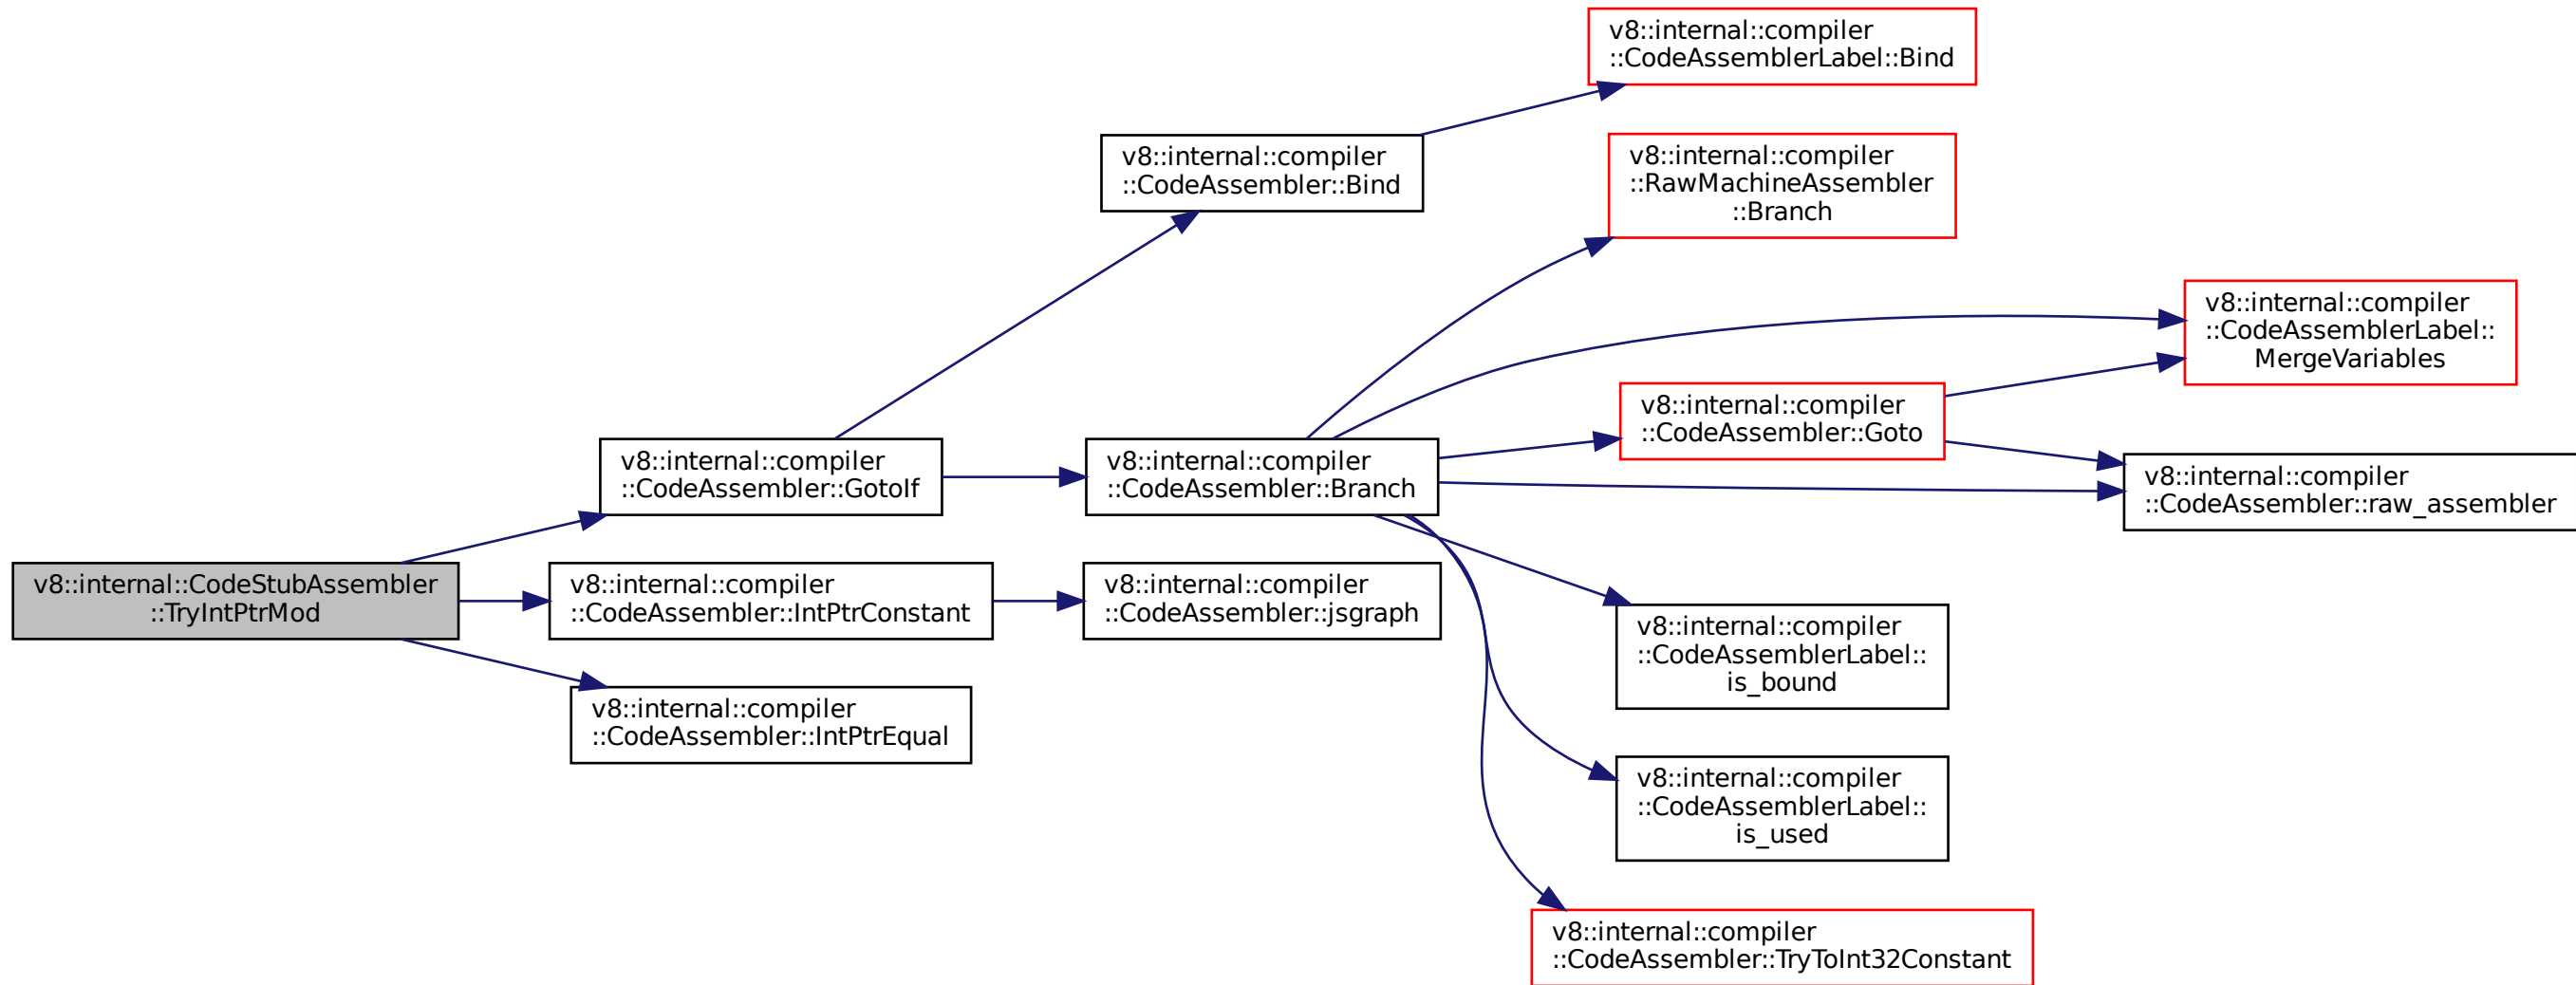 v8::internal::compiler
::CodeAssemblerLabel::Bind
v8::internal::compiler
::CodeAssembler::Bind
v8::internal::compiler
::RawMachineAssembler
::Branch
v8::internal::compiler
::CodeAssemblerLabel::
MergeVariables
v8::internal::compiler
::CodeAssembler::Goto
v8::internal::compiler
::CodeAssembler::GotoIf
v8::internal::compiler
::CodeAssembler::Branch
v8::internal::compiler
::CodeAssembler::raw_assembler
v8::internal::CodeStubAssembler
::TryIntPtrMod
v8::internal::compiler
::CodeAssembler::IntPtrConstant
v8::internal::compiler
::CodeAssembler::jsgraph
v8::internal::compiler
::CodeAssemblerLabel::
is_bound
v8::internal::compiler
::CodeAssembler::IntPtrEqual
v8::internal::compiler
::CodeAssemblerLabel::
is_used
v8::internal::compiler
::CodeAssembler::TryToInt32Constant